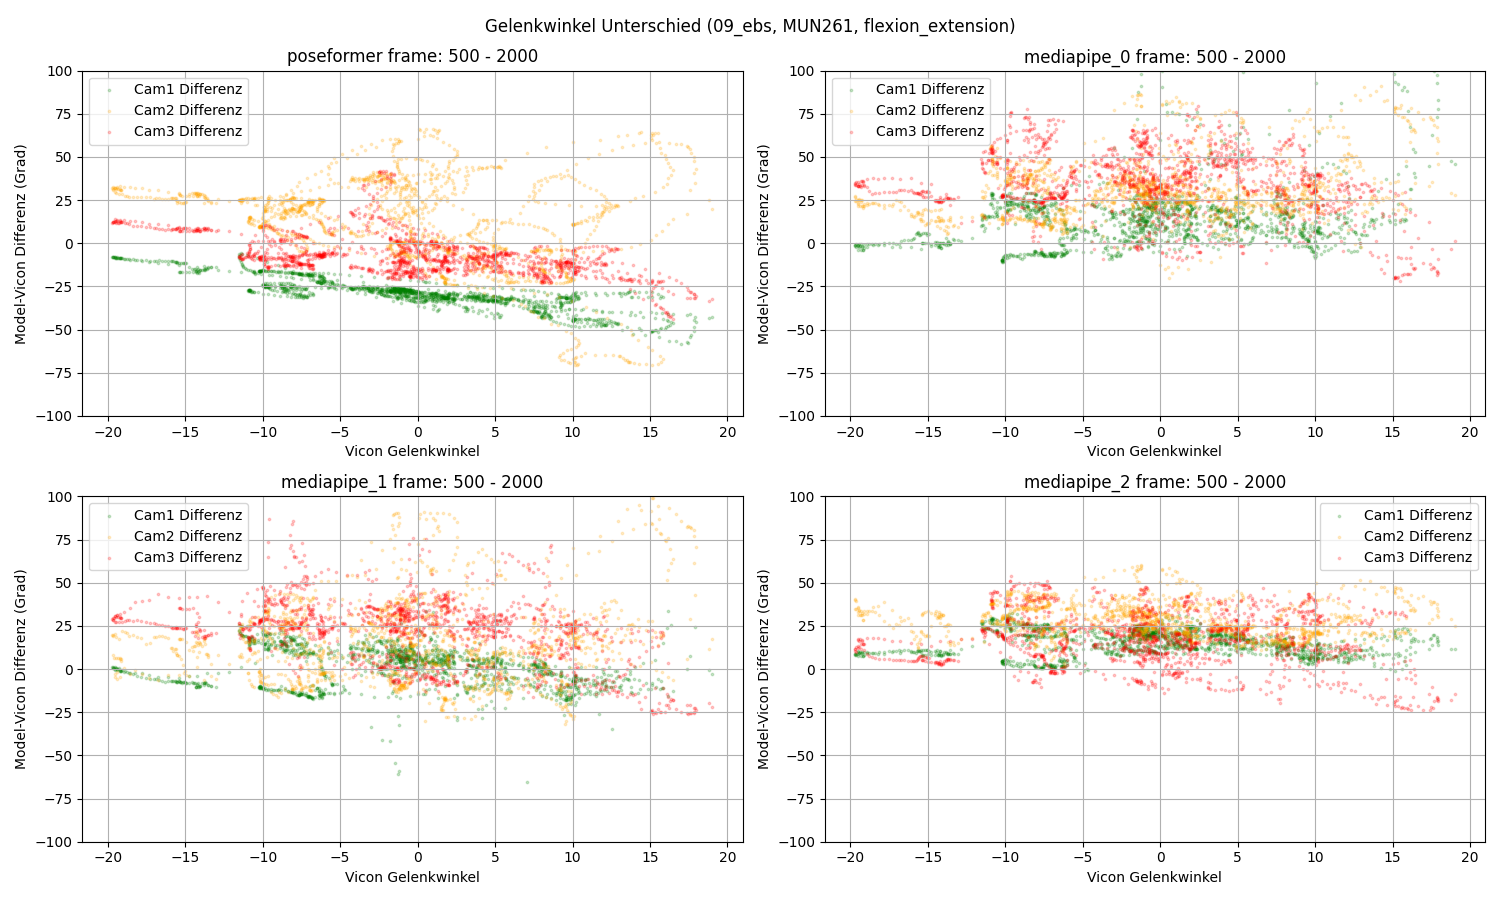 Gelenkwinkel Unterschied (09_ebs, MUN261, flexion_extension)
poseformer frame: 500 - 2000
Cam1 Differenz
Cam2 Differenz
Cam3 Differenz
Model-Vicon Differenz (Grad)
100
75
50
25
0
−25
−50
−75
−100
−20 −15 −10 −5 0 5 10 15 20
Vicon Gelenkwinkel
mediapipe_0 frame: 500 - 2000
Cam1 Differenz
Cam2 Differenz
Cam3 Differenz
Model-Vicon Differenz (Grad)
100
75
50
25
0
−25
−50
−75
−100
−20 −15 −10 −5 0 5 10 15 20
Vicon Gelenkwinkel
mediapipe_1 frame: 500 - 2000
Cam1 Differenz
Cam2 Differenz
Cam3 Differenz
Model-Vicon Differenz (Grad)
100
75
50
25
0
−25
−50
−75
−100
−20 −15 −10 −5 0 5 10 15 20
Vicon Gelenkwinkel
mediapipe_2 frame: 500 - 2000
Cam1 Differenz
Cam2 Differenz
Cam3 Differenz
Model-Vicon Differenz (Grad)
100
75
50
25
0
−25
−50
−75
−100
−20 −15 −10 −5 0 5 10 15 20
Vicon Gelenkwinkel